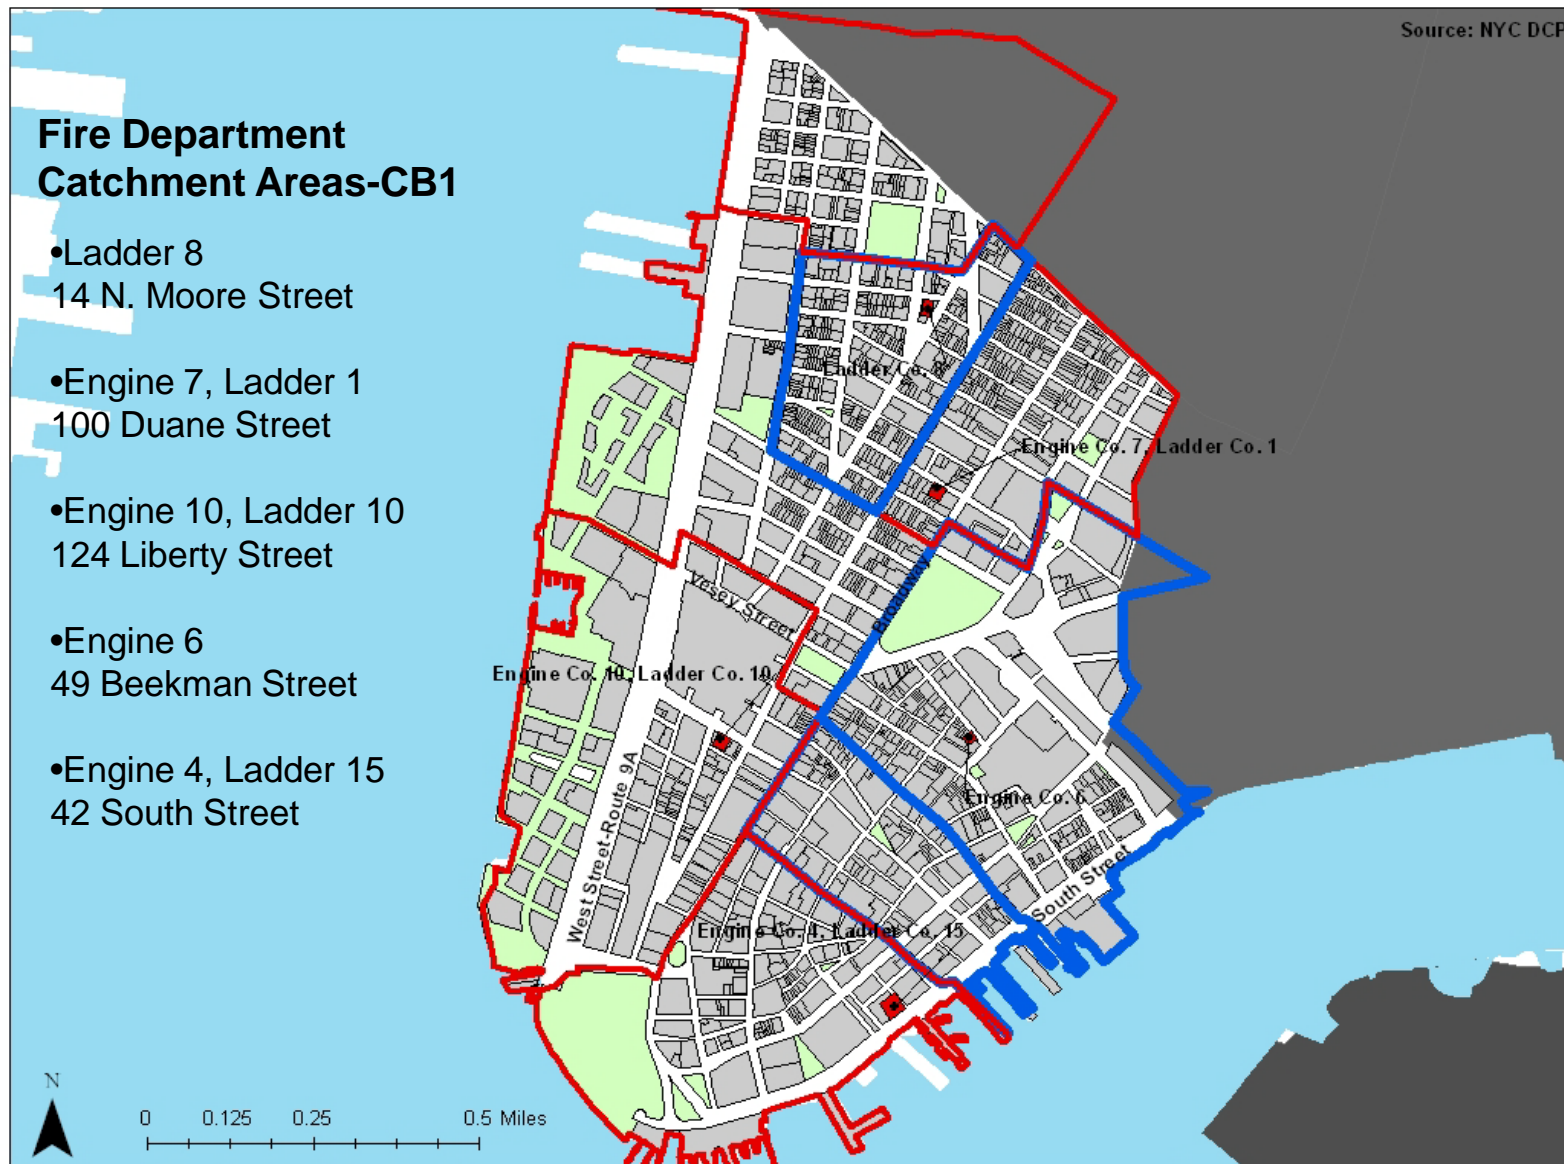 Source: NYC DCP
Fire Department
Catchment Areas-CB1
•Ladder 8
14 N. Moore Street
•Engine 7, Ladder 1
100 Duane Street
•Engine 10, Ladder 10
124 Liberty Street
•Engine 6
49 Beekman Street
•Engine 4, Ladder 15
42 South Street
Ladder Co. 8
Engine Co. 7, Ladder Co. 1
Broadway
Vesey Street
Engine Co. 10, Ladder Co. 10
West Street-Route 9A
Engine Co. 6
South Street
Engine Co. 4, Ladder Co. 15
N
0 0.125 0.25 0.5 Miles